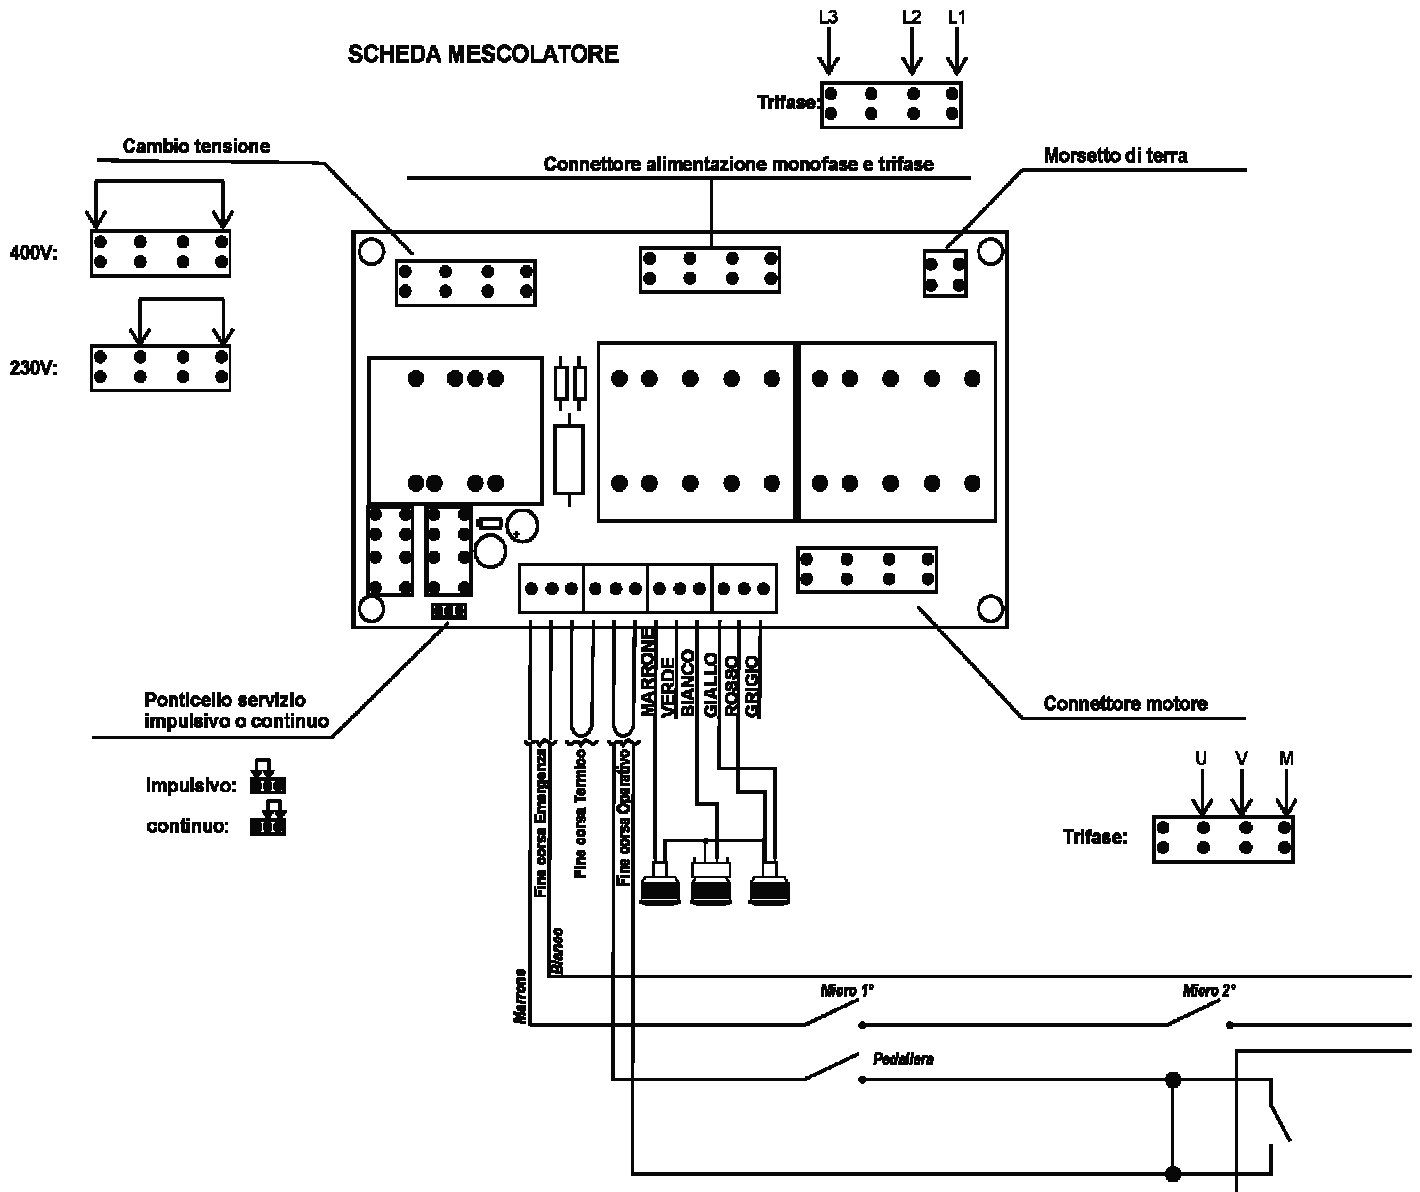 L3 L2 L1
SCHEDA MESCOLATORE
Trifase:
Cambio tensione
Connettore alimentazione monofase e trifase
Morsetto di terra
400V:
230V:
MARRONE
VERDE
BIANCO
GIALLO
ROSSO
GRIGIO
Ponticello servizio
impulsivo o continuo
Connettore motore
Impulsivo:
continuo:
Fine corsa Emergenza
Fine corsa Termico
Fine corsa Operativo
U V M
Trifase:
Marrone
Bianco
Micro 1°
Micro 2°
Pedaliera